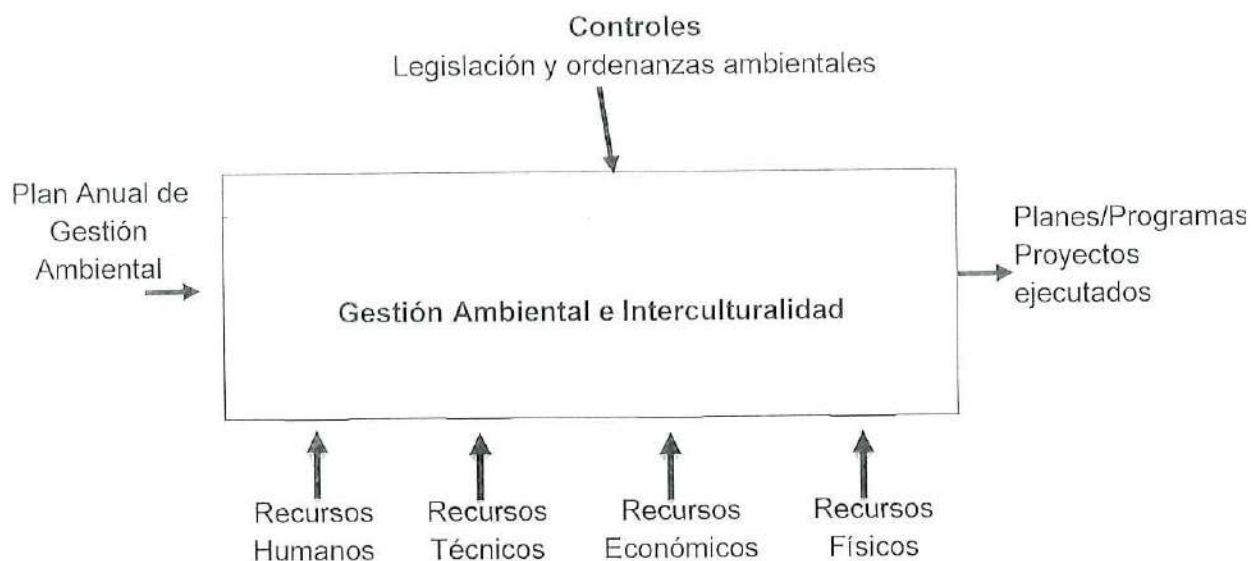 Controles
Legislación y ordenanzas ambientales
Plan Anual de
Gestión
Ambiental
Gestión Ambiental e Interculturalidad
Planes/Programas
Proyectos
ejecutados
Recursos
Humanos
Recursos
Técnicos
Recursos
Económicos
Recursos
Físicos